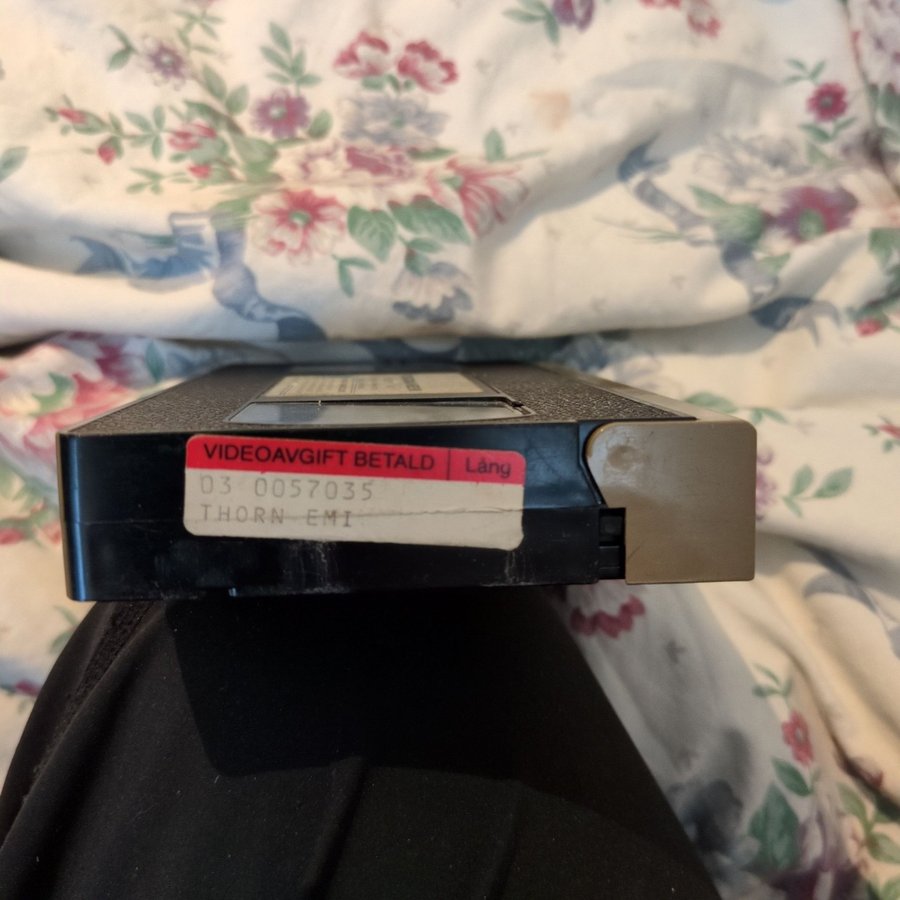 VIDEOAVGIFT BETALD Lång
03 0057035
THORN EMI